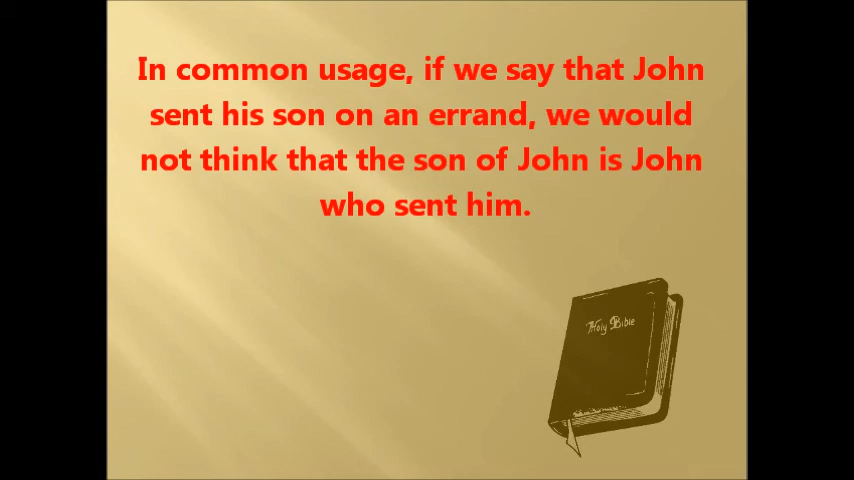 In common usage, if we say that John
sent his son on an errand, we would
not think that the son of John is John
who sent him.
Holy Bible